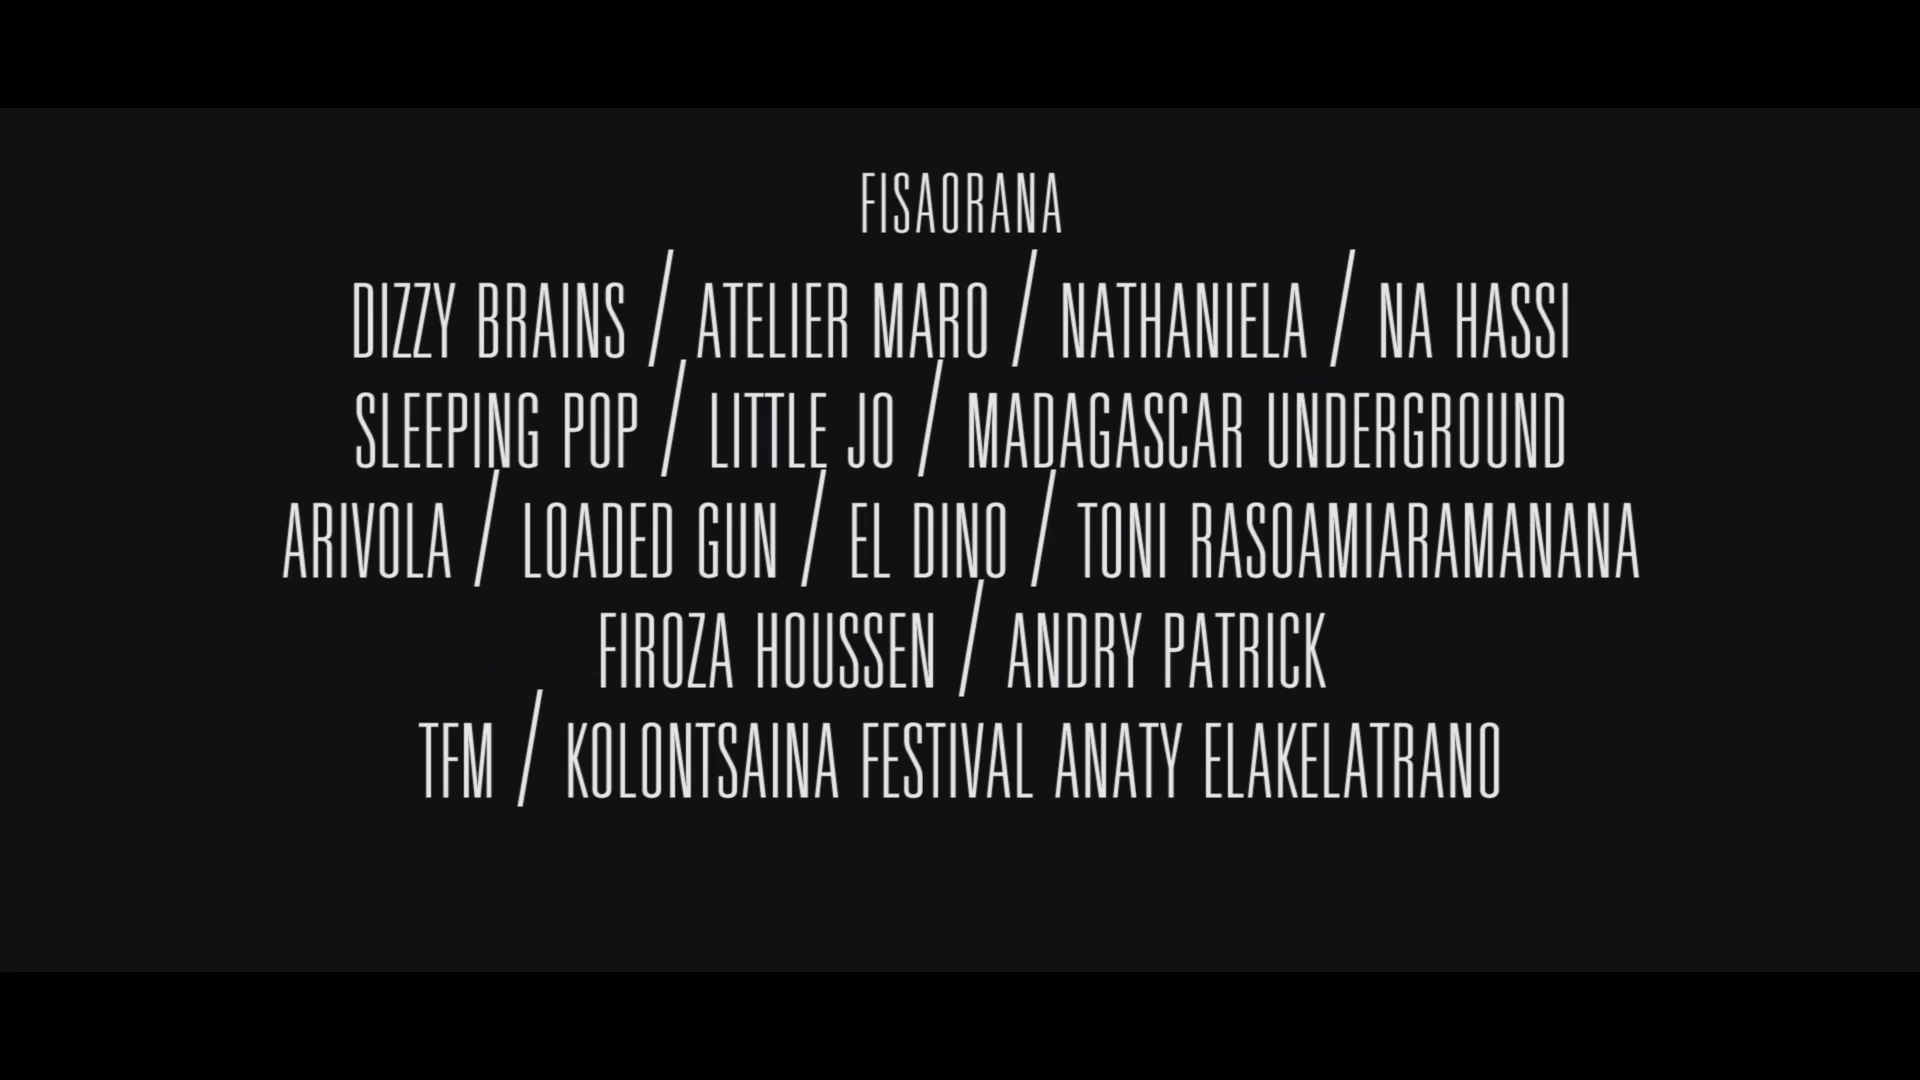 FISAORANA
DIZZY BRAINS / ATELIER MARO / NATHANIELA / NA HASSI
SLEEPING POP / LITTLE JO / MADAGASCAR UNDERGROUND
ARIVOLA / LOADED GUN / EL DINO / TONI RASOAMIARAMANANA
FIROZA HOUSSEN / ANDRY PATRICK
TFM / KOLONTSAINA FESTIVAL ANATY ELAKELATRANO